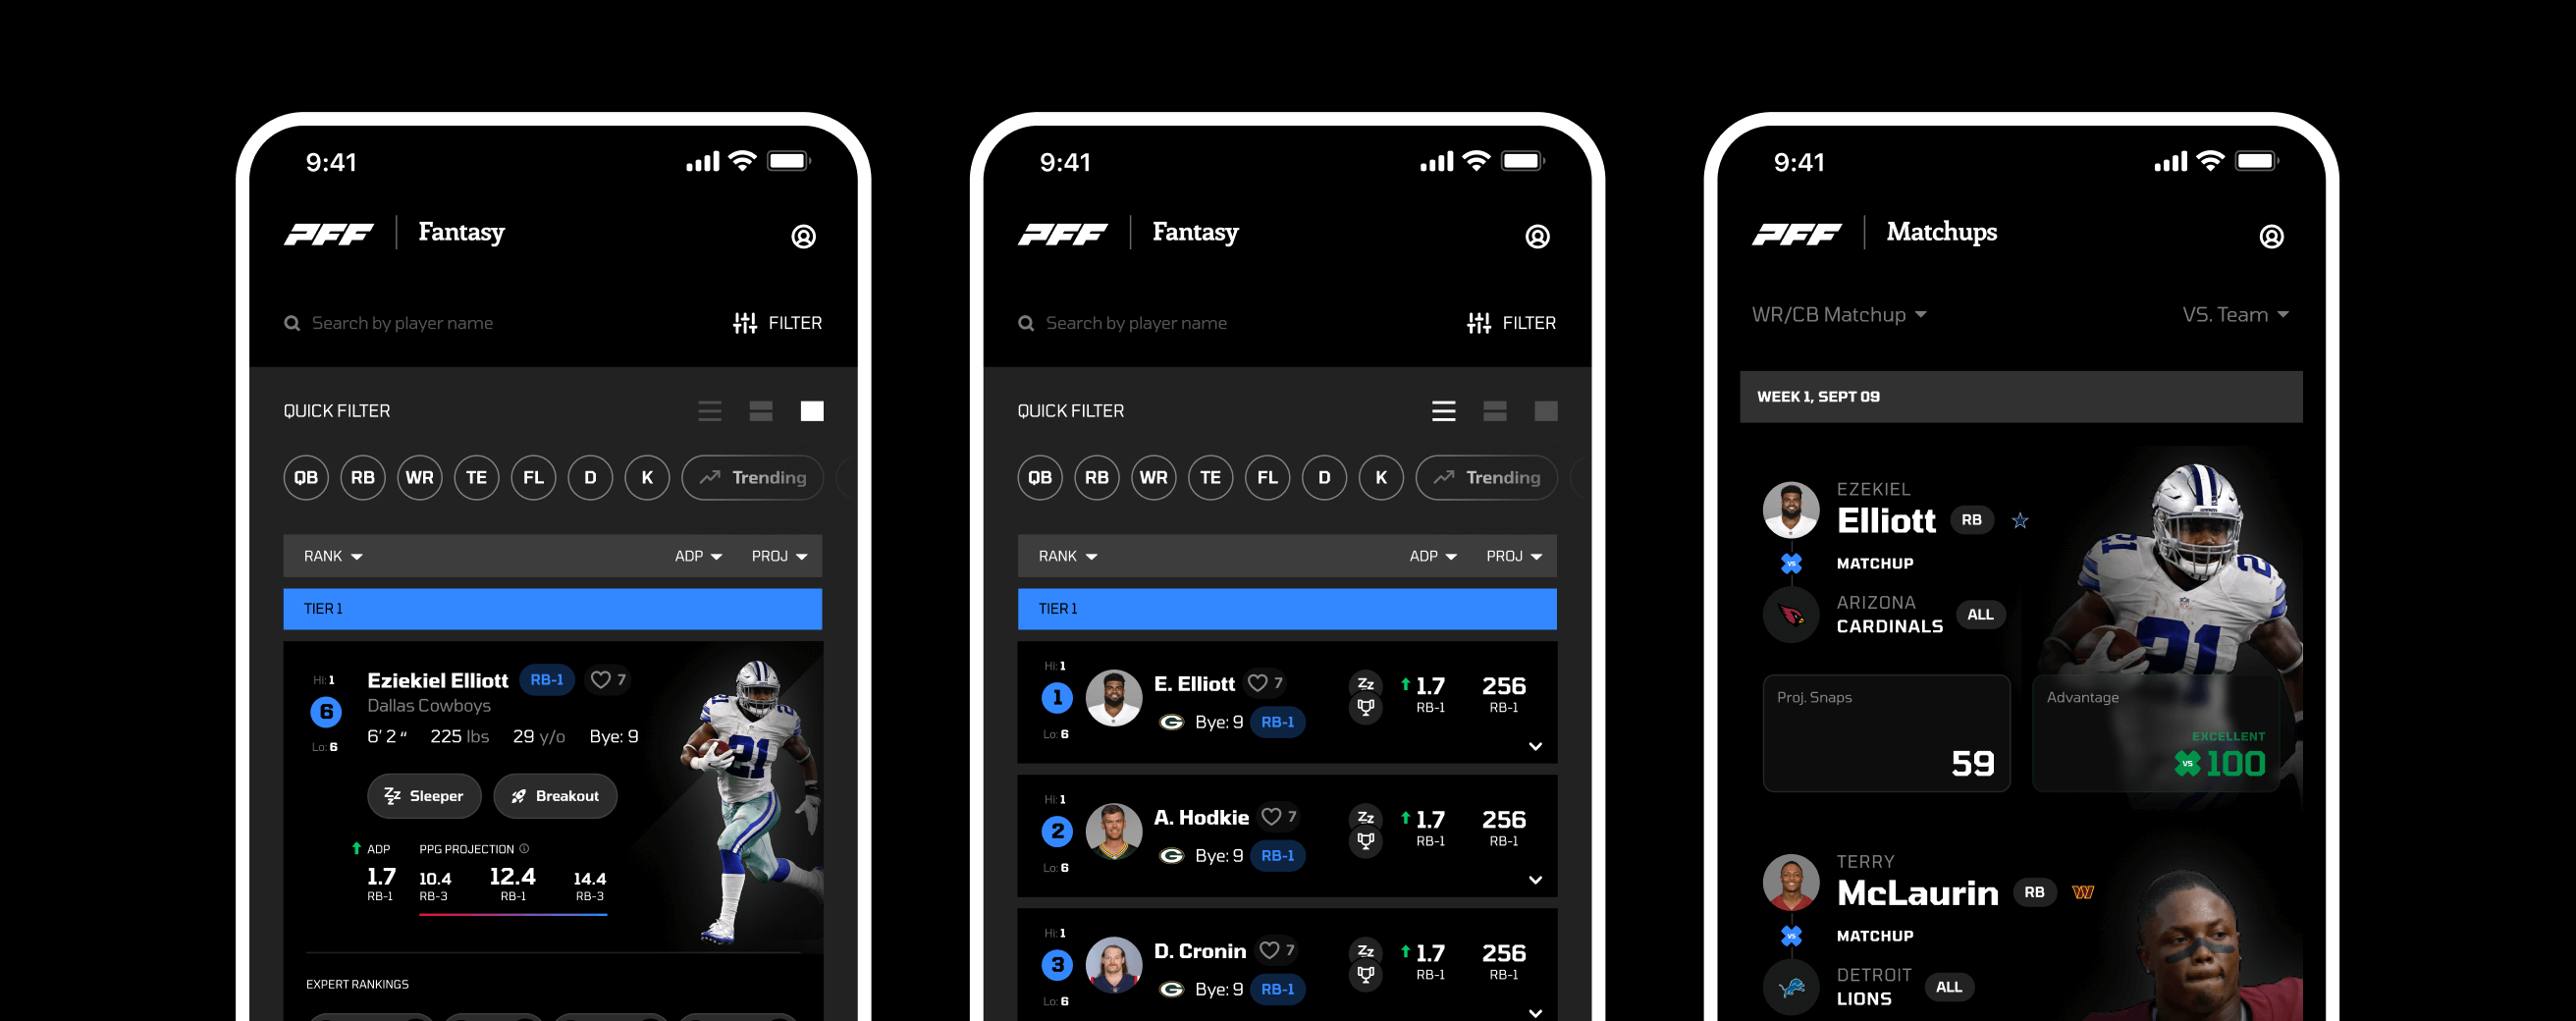 9:41
PFF | Fantasy
Search by player name
FILTER
QUICK FILTER
QB RB WR TE FL D K Trending
RANK ADP PROJ
TIER 1
Hi: 1
6
Lo: 6
Eziekiel Elliott RB-1 7
Dallas Cowboys
6' 2 “ 225 lbs 29 y/o Bye: 9
Sleeper Breakout
ADP PPG PROJECTION
1.7 10.4 12.4 14.4
RB-1 RB-3 RB-1 RB-3
21
EXPERT RANKINGS
9:41
PFF | Fantasy
Search by player name
FILTER
QUICK FILTER
QB RB WR TE FL D K Trending
RANK ADP PROJ
TIER 1
Hi: 1
1
Lo: 6
E. Elliott 7
G Bye: 9 RB-1
Zz
1.7 256
RB-1 RB-1
Hi: 1
2
Lo: 6
A. Hodkie 7
G Bye: 9 RB-1
Zz
1.7 256
RB-1 RB-1
Hi: 1
3
Lo: 6
D. Cronin 7
G Bye: 9 RB-1
Zz
1.7 256
RB-1 RB-1
9:41
PFF | Matchups
WR/CB Matchup VS. Team
WEEK 1, SEPT 09
EZEKIEL
Elliott RB
VS MATCHUP
ARIZONA
CARDINALS ALL
21
21
Proj. Snaps
59
Advantage
EXCELLENT
VS 100
TERRY
McLaurin RB W
VS MATCHUP
DETROIT
LIONS ALL